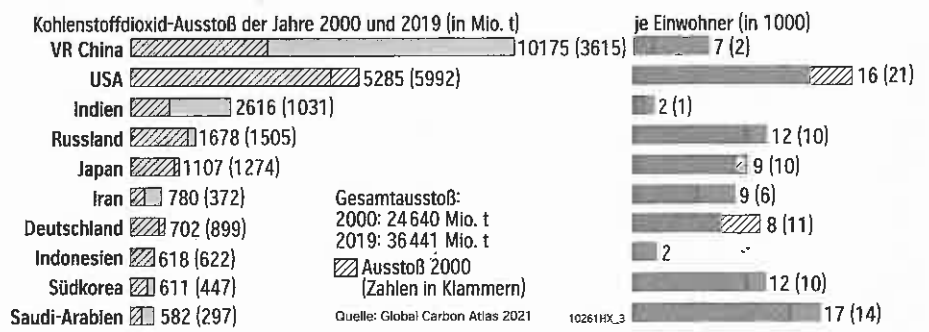 Kohlenstoffdioxid-Ausstoß der Jahre 2000 und 2019 (in Mio. t)
je Einwohner (in 1000)
VR China 10175 (3615) 7 (2)
USA 5285 (5992) 16 (21)
Indien 2616 (1031) 2 (1)
Russland 1678 (1505) 12 (10)
Japan 1107 (1274) 9 (10)
Iran 780 (372) 9 (6)
Deutschland 702 (899) 8 (11)
Indonesien 618 (622) 2
Südkorea 611 (447) 12 (10)
Saudi-Arabien 582 (297) 17 (14)
Gesamtausstoß:
2000: 24 640 Mio. t
2019: 36 441 Mio. t
Ausstoß 2000
(Zahlen in Klammern)
Quelle: Global Carbon Atlas 2021
10261HX_3